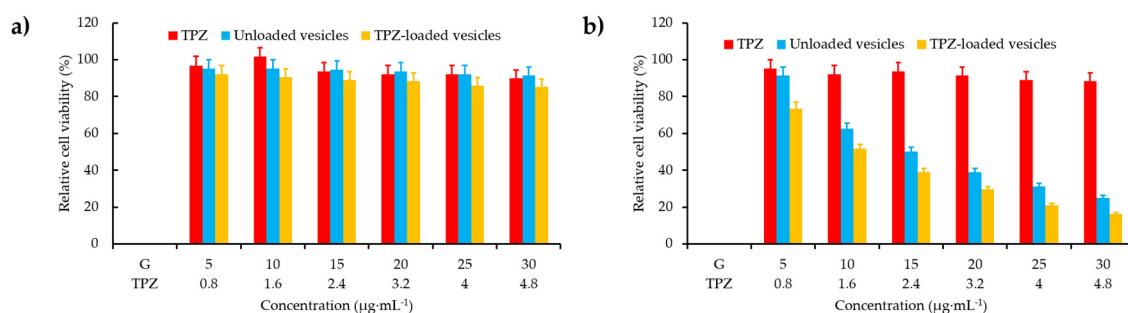 a)
TPZ Unloaded vesicles TPZ-loaded vesicles
Relative cell viability (%)
120
100
80
60
40
20
0
G 5 10 15 20 25 30
TPZ 0.8 1.6 2.4 3.2 4 4.8
Concentration (µg·mL⁻¹)
b)
TPZ Unloaded vesicles TPZ-loaded vesicles
Relative cell viability (%)
120
100
80
60
40
20
0
G 5 10 15 20 25 30
TPZ 0.8 1.6 2.4 3.2 4 4.8
Concentration (µg·mL⁻¹)